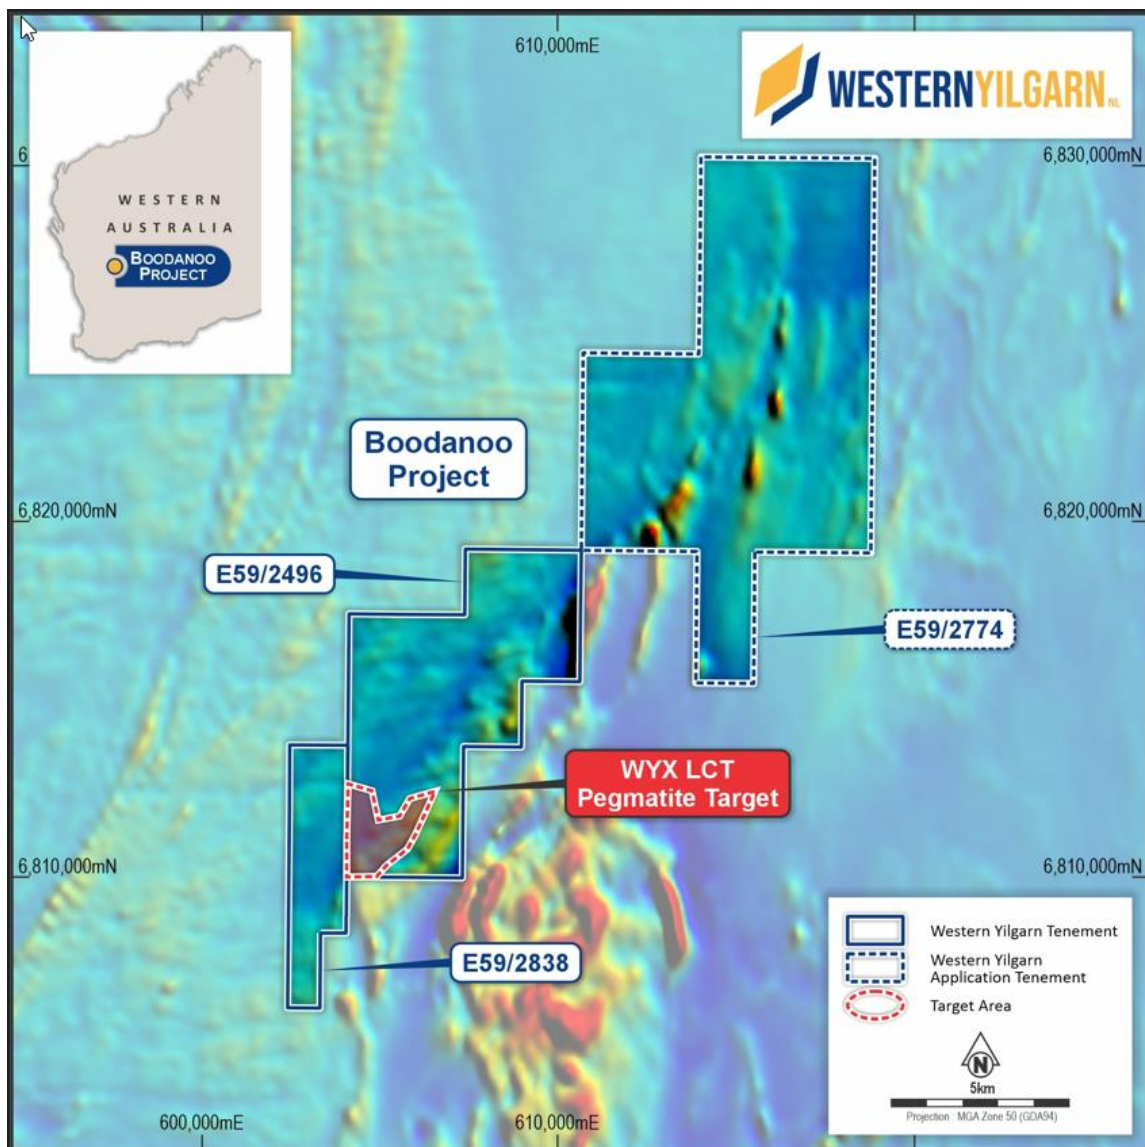 610,000mE
WESTERNYILGARN NL
6,830,000mN
WESTERN
AUSTRALIA
BOODANOO
PROJECT
Boodanoo
Project
6,820,000mN
6,820,000mN
E59/2496
E59/2774
WYX LCT
Pegmatite Target
6,810,000mN
6,810,000mN
E59/2838
Western Yilgarn Tenement
Western Yilgarn
Application Tenement
Target Area
N
5km
Projection : MGA Zone 50 (GDA94)
600,000mE
610,000mE